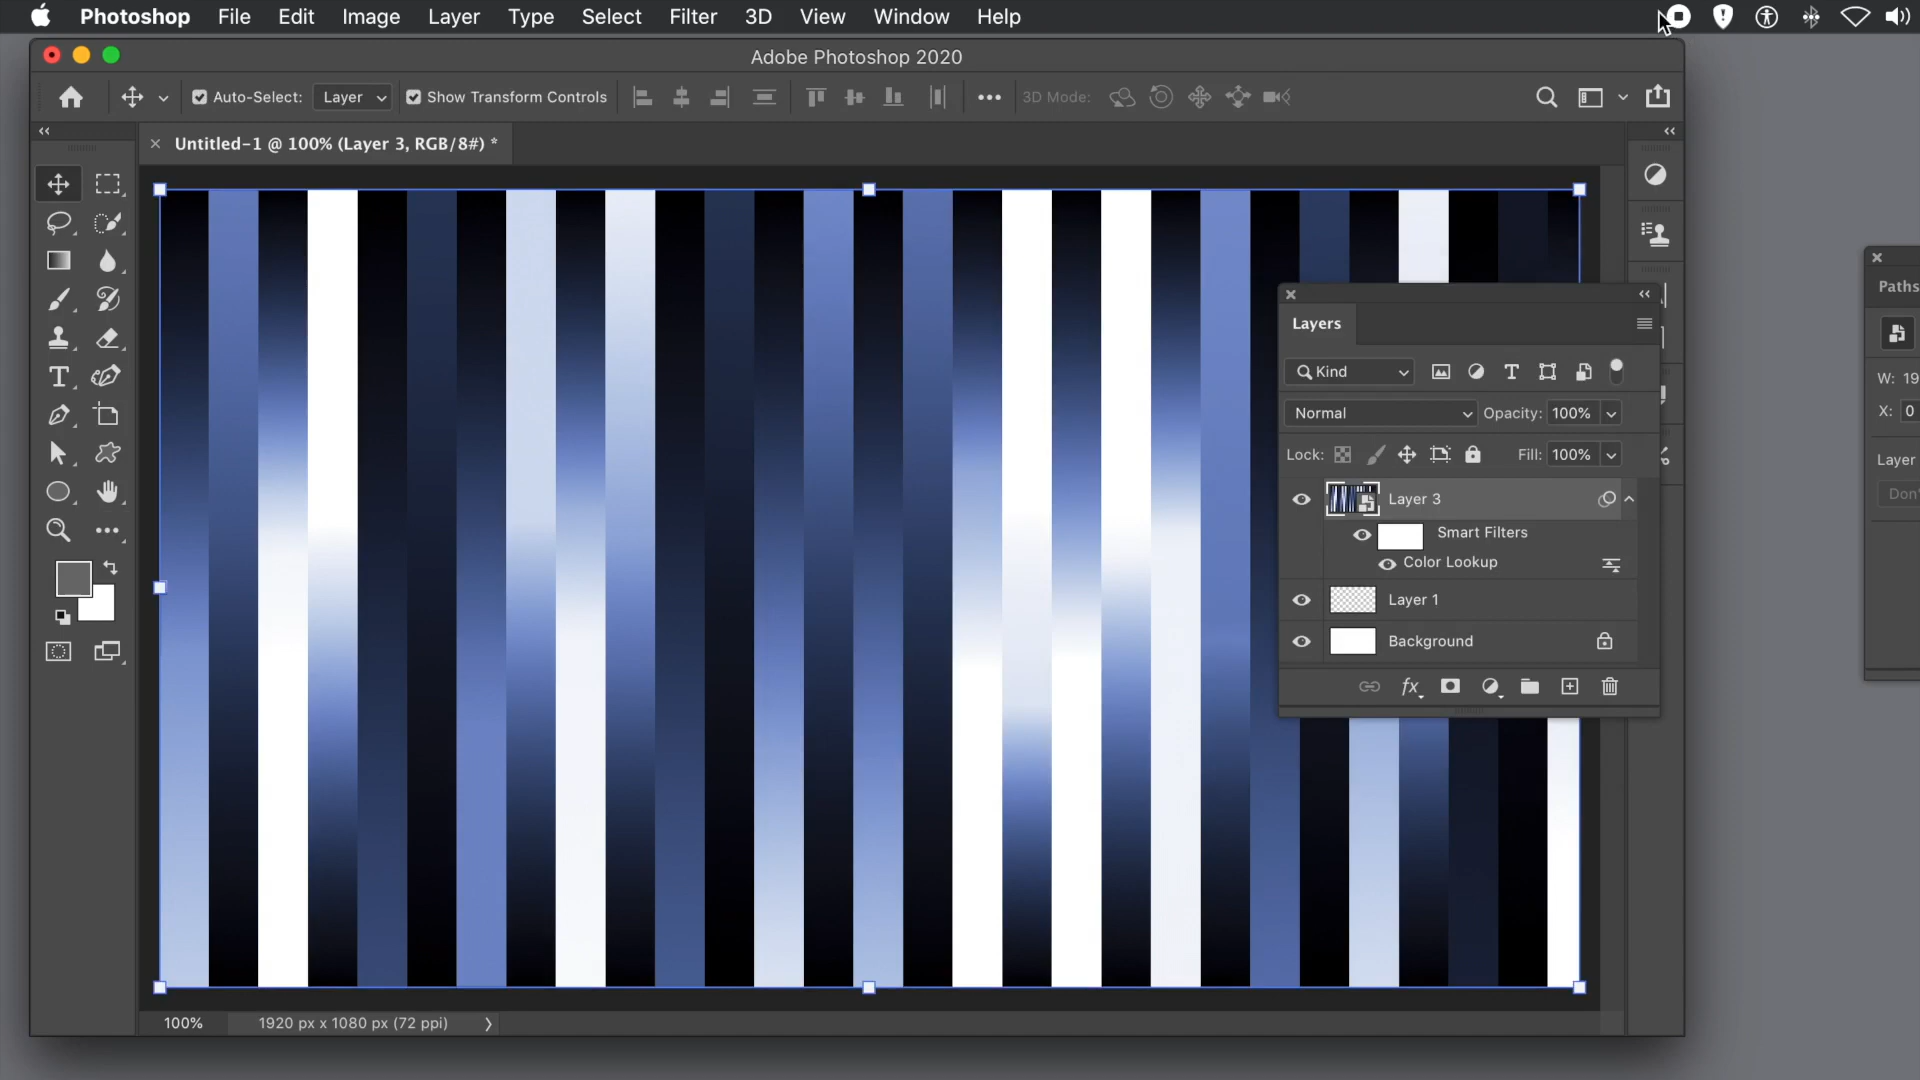 Photoshop File Edit Image Layer Type Select Filter 3D View Window Help
Adobe Photoshop 2020
Auto-Select: Layer Show Transform Controls 3D Mode:
Untitled-1 @ 100% (Layer 3, RGB/8#) *
Layers
Kind
Normal Opacity: 100%
Lock: Fill: 100%
Layer 3
Smart Filters
Color Lookup
Layer 1
Background
fx
Paths
W: 19
X: 0
Layer
Don'
100% 1920 px x 1080 px (72 ppi)